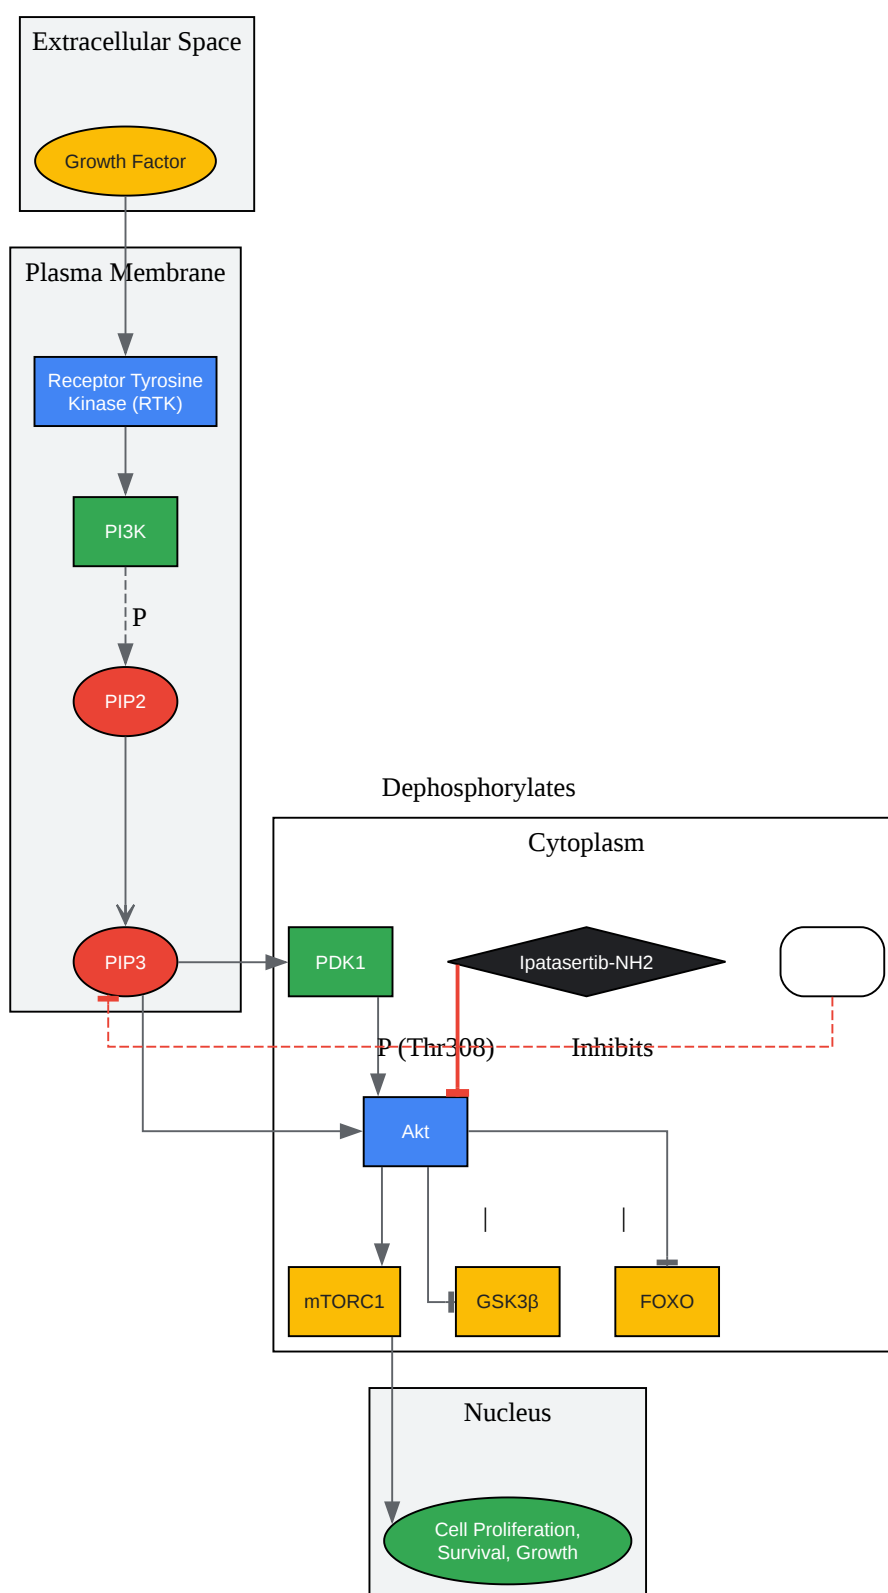 Extracellular Space
Growth Factor
Plasma Membrane
Receptor Tyrosine
Kinase (RTK)
PI3K
P
PIP2
Dephosphorylates
Cytoplasm
PIP3
PDK1
Ipatasertib-NH2
P (Thr308)
Inhibits
Akt
|
|
mTORC1
GSK3β
FOXO
Nucleus
Cell Proliferation,
Survival, Growth